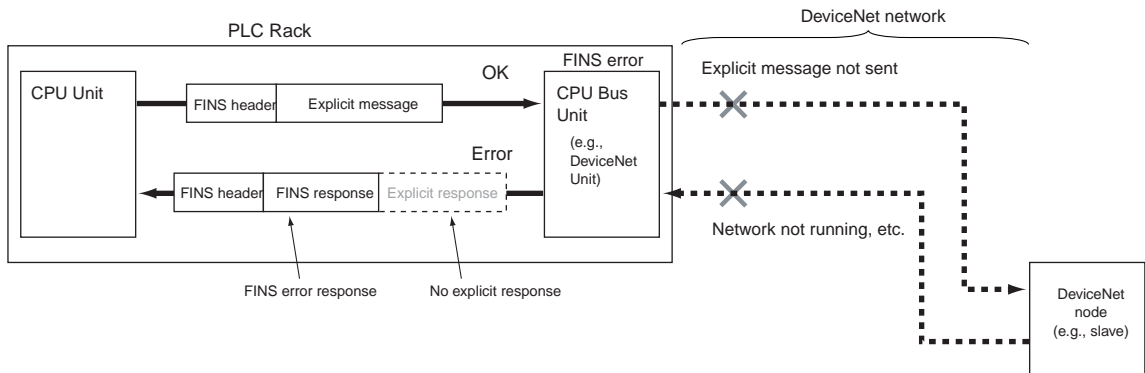 DeviceNet network
PLC Rack
FINS error
OK
Explicit message not sent
CPU Unit
FINS header
Explicit message
CPU Bus
Unit
(e.g.,
DeviceNet
Unit)
Error
FINS header
FINS response
Explicit response
Network not running, etc.
FINS error response
No explicit response
DeviceNet
node
(e.g., slave)